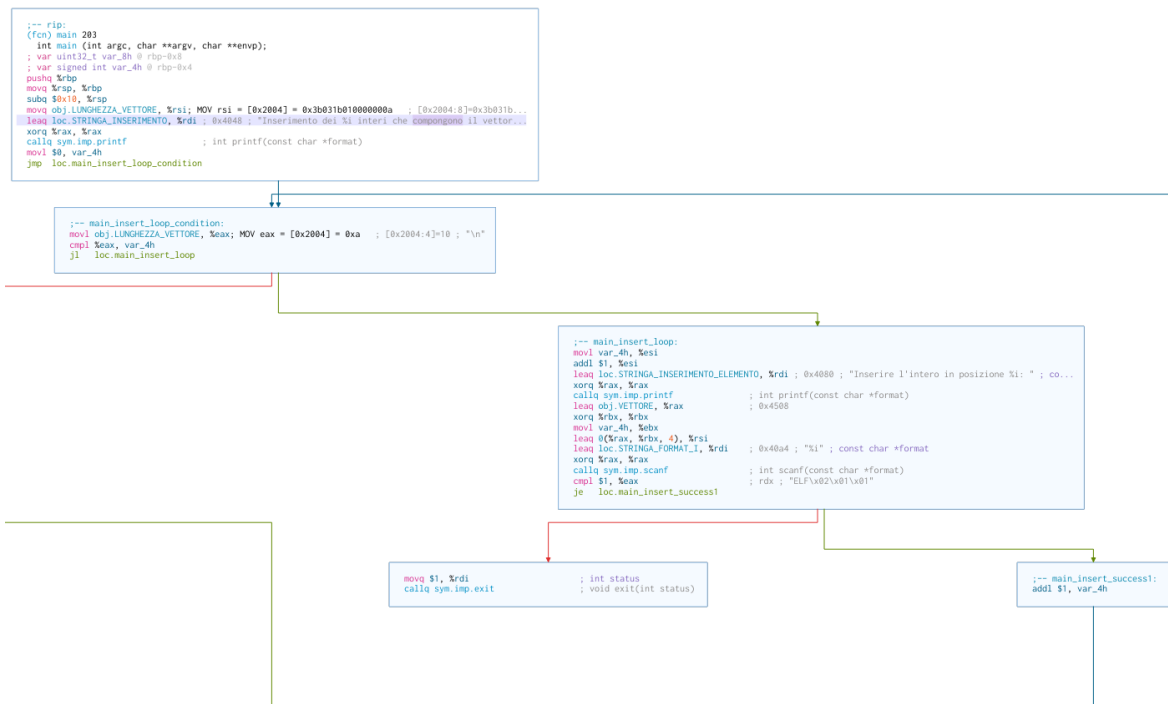 ;-- rip:
(fcn) main 203
int main (int argc, char **argv, char **envp);
; var uint32_t var_8h @ rbp-0x8
; var signed int var_4h @ rbp-0x4
pushq %rbp
movq %rsp, %rbp
subq $0x10, %rsp
movq obj.LUNGHEZZA_VETTORE, %rsi; MOV rsi = [0x2004] = 0x3b031b010000000a ; [0x2004:8]=0x3b031b...
leaq loc.STRINGA_INSERIMENTO, %rdi ; 0x4048 ; "Inserimento dei %i interi che compongono il vettor...
xorq %rax, %rax
callq sym.imp.printf ; int printf(const char *format)
movl $0, var_4h
jmp loc.main_insert_loop_condition
;-- main_insert_loop_condition:
movl obj.LUNGHEZZA_VETTORE, %eax; MOV eax = [0x2004] = 0xa ; [0x2004:4]=10 ; "\n"
cmpl %eax, var_4h
jl loc.main_insert_loop
;-- main_insert_loop:
movl var_4h, %esi
addl $1, %esi
leaq loc.STRINGA_INSERIMENTO_ELEMENTO, %rdi ; 0x4080 ; "Inserire l'intero in posizione %i: " ; co...
xorq %rax, %rax
callq sym.imp.printf ; int printf(const char *format)
leaq obj.VETTORE, %rax ; 0x4508
xorq %rbx, %rbx
movl var_4h, %ebx
leaq 0(%rax, %rbx, 4), %rsi
leaq loc.STRINGA_FORMAT_I, %rdi ; 0x40a4 ; "%i" ; const char *format
xorq %rax, %rax
callq sym.imp.scanf ; int scanf(const char *format)
cmpl $1, %eax ; rdx ; "ELF\x02\x01\x01"
je loc.main_insert_success1
movq $1, %rdi ; int status
callq sym.imp.exit ; void exit(int status)
;-- main_insert_success1:
addl $1, var_4h